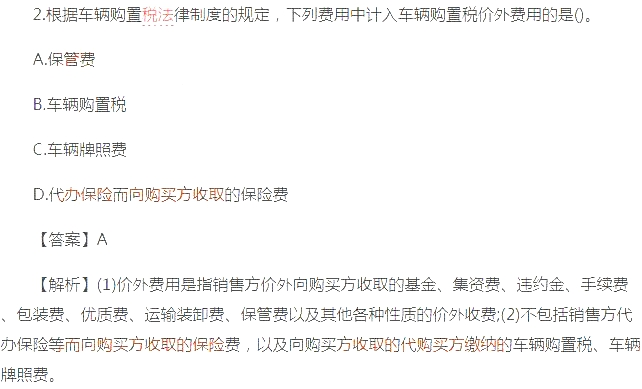 2.根据车辆购置税法律制度的规定，下列费用中计入车辆购置税价外费用的是()。
A.保管费
B.车辆购置税
C.车辆牌照费
D.代办保险而向购买方收取的保险费
【答案】A
【解析】(1)价外费用是指销售方价外向购买方收取的基金、集资费、违约金、手续费
、包装费、优质费、运输装卸费、保管费以及其他各种性质的价外收费;(2)不包括销售方代
办保险等而向购买方收取的保险费，以及向购买方收取的代购买方缴纳的车辆购置税、车辆
牌照费。